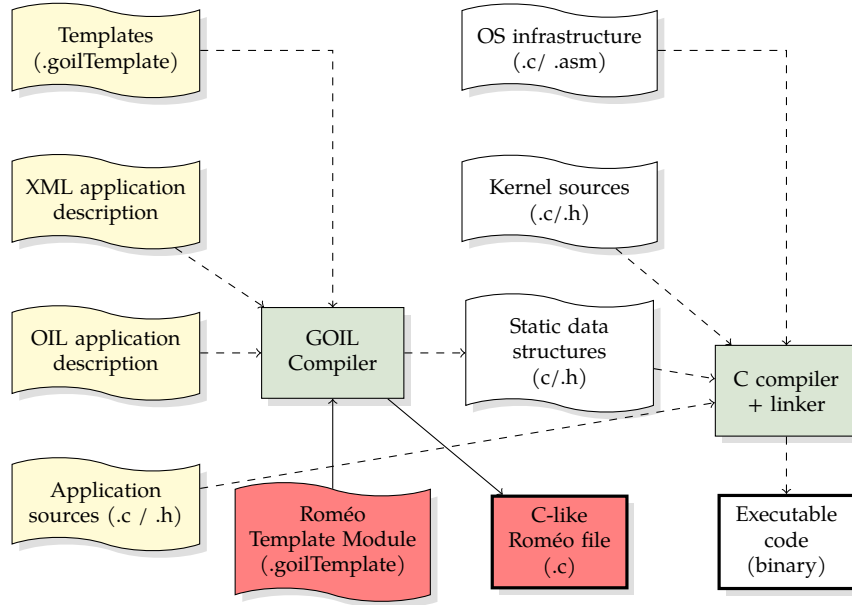 Templates
(.goilTemplate)
OS infrastructure
(.c/ .asm)
XML application
description
Kernel sources
(.c/.h)
OIL application
description
GOIL
Compiler
Static data
structures
(c/.h)
C compiler
+ linker
Application
sources (.c / .h)
Roméo
Template Module
(.goilTemplate)
C-like
Roméo file
(.c)
Executable
code
(binary)